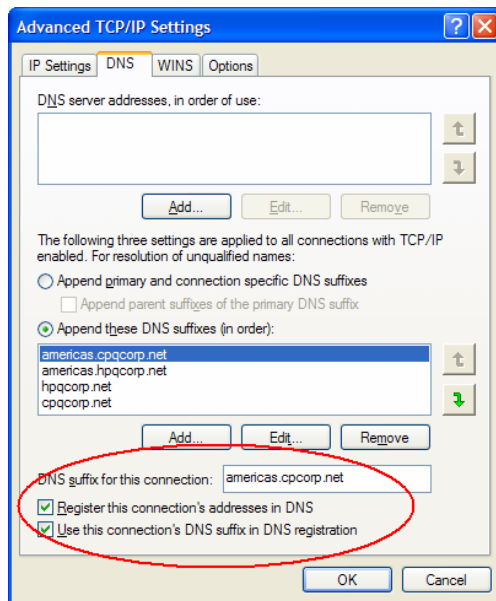 Advanced TCP/IP Settings
IP Settings DNS WINS Options
DNS server addresses, in order of use:
Add... Edit... Remove
The following three settings are applied to all connections with TCP/IP
enabled. For resolution of unqualified names:
Append primary and connection specific DNS suffixes
Append parent suffixes of the primary DNS suffix
Append these DNS suffixes (in order):
americas.cpqcorp.net
americas.hpqcorp.net
hpqcorp.net
cpqcorp.net
Add... Edit... Remove
DNS suffix for this connection: americas.cpcorp.net
Register this connection's addresses in DNS
Use this connection's DNS suffix in DNS registration
OK Cancel